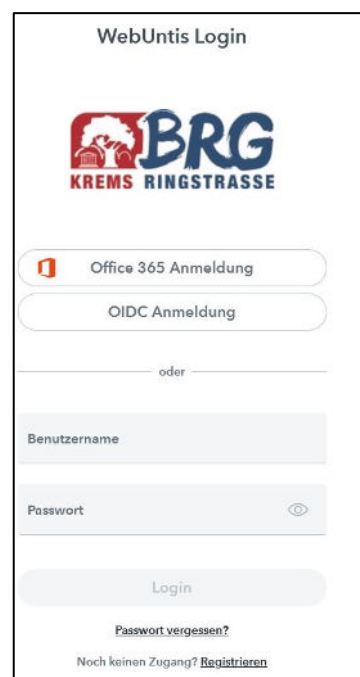 WebUntis Login
BRG
KREMS RINGSTRASSE
Office 365 Anmeldung
OIDC Anmeldung
oder
Benutzername
Passwort
Login
Passwort vergessen?
Noch keinen Zugang? Registrieren